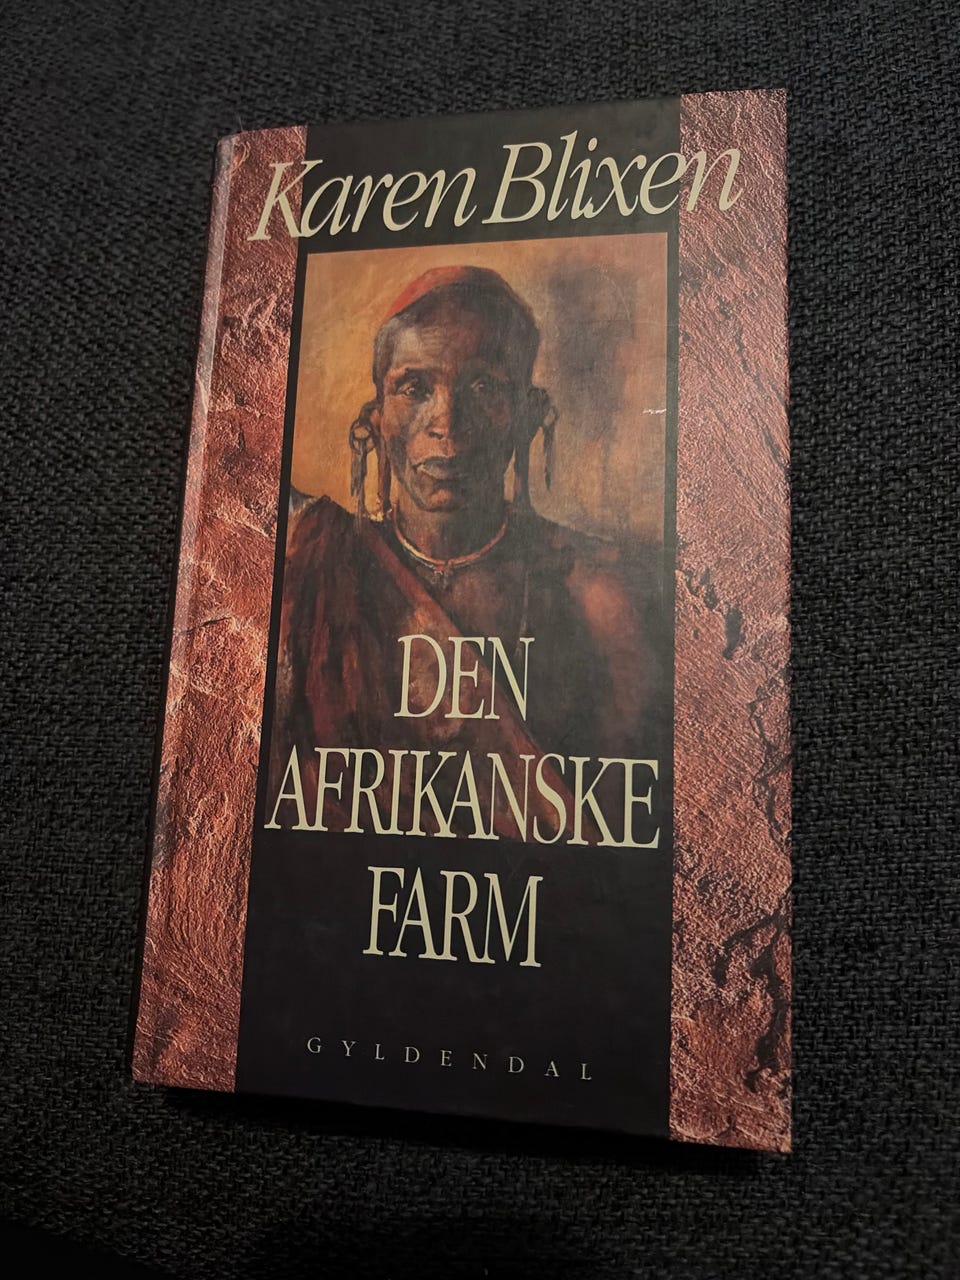 Karen Blixen
DEN
AFRIKANSKE
FARM
GYLDENDAL